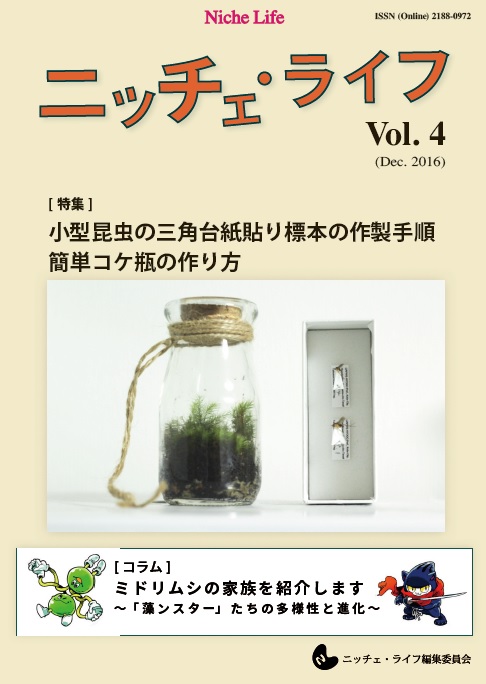 Niche Life
ISSN (Online) 2188-0972
ニッチェ・ライフ
Vol. 4
(Dec. 2016)
[ 特集 ]
小型昆虫の三角台紙貼り標本の作製手順
簡単コケ瓶の作り方
[ コラム ]
ミドリムシの家族を紹介します
～「藻ンスター」たちの多様性と進化～
ニッチェ・ライフ編集委員会